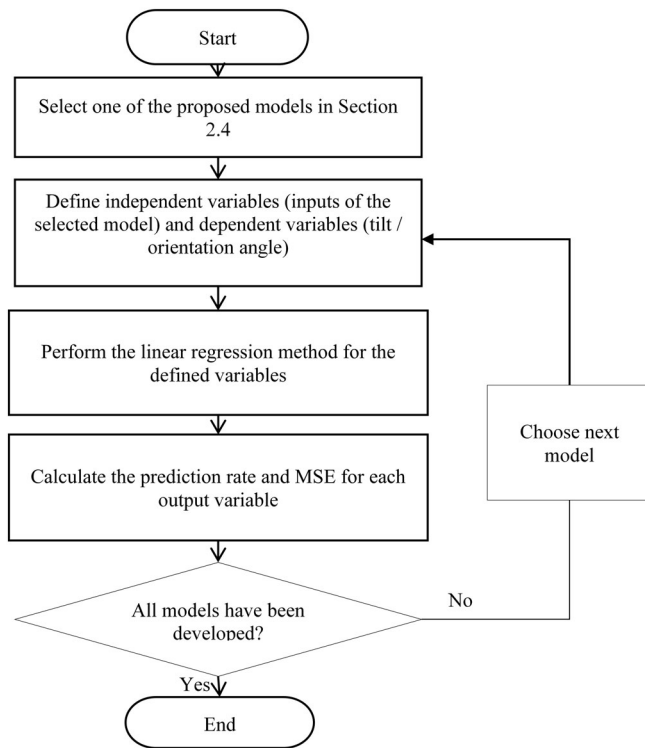 Start
Select one of the proposed models in Section
2.4
Define independent variables (inputs of the
selected model) and dependent variables (tilt /
orientation angle)
Perform the linear regression method for the
defined variables
Choose next
model
Calculate the prediction rate and MSE for each
output variable
All models have been
developed?
No
Yes
End